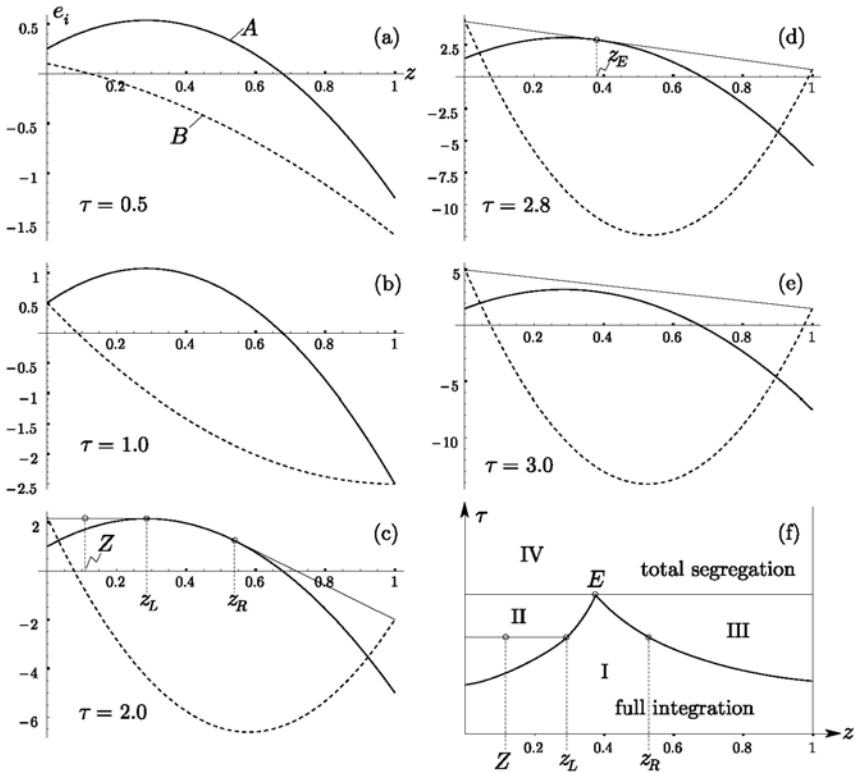 e_i
0.5
A
(a)
0.2 0.4 0.6 0.8 1 z
−0.5
B
−1
τ = 0.5
−1.5
1
(b)
0.5
0.2 0.4 0.6 0.8 1
−0.5
−1
−1.5
τ = 1.0
−2
−2.5
2
(c)
Z
0.2 0.4 0.6 0.8 1
z_L z_R
−2
−4
τ = 2.0
−6
(d)
2.5
z_E
0.2 0.4 0.6 0.8 1
−2.5
−5
−7.5
τ = 2.8
−10
5
(e)
0.2 0.4 0.6 0.8 1
−5
−10
τ = 3.0
τ
(f)
IV
E
total segregation
II
III
I
full integration
0.2 0.4 0.6 0.8 1 z
Z z_L z_R